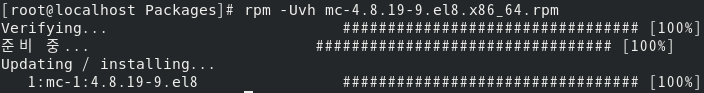 [root@localhost Packages]# rpm -Uvh mc-4.8.19-9.el8.x86_64.rpm
Verifying... ################################# [100%]
준비 중... ################################# [100%]
Updating / installing...
1:mc-1:4.8.19-9.el8 ################################# [100%]